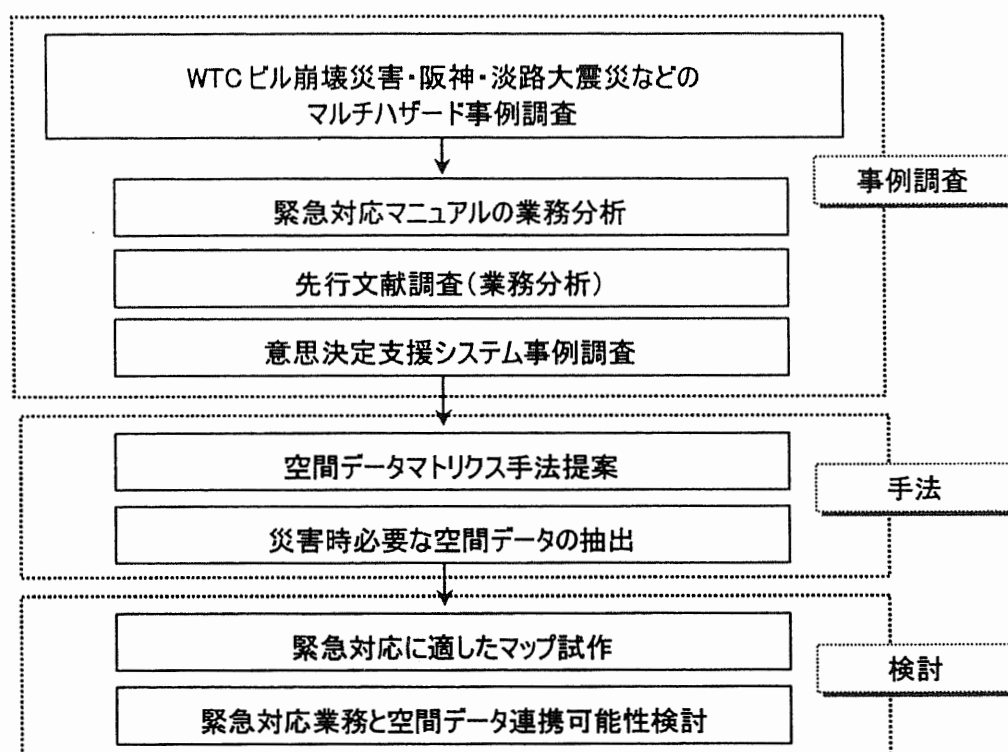 WTCビル崩壊災害・阪神・淡路大震災などの
マルチハザード事例調査
事例調査
緊急対応マニュアルの業務分析
先行文献調査(業務分析)
意思決定支援システム事例調査
空間データマトリクス手法提案
手法
災害時必要な空間データの抽出
緊急対応に適したマップ試作
検討
緊急対応業務と空間データ連携可能性検討